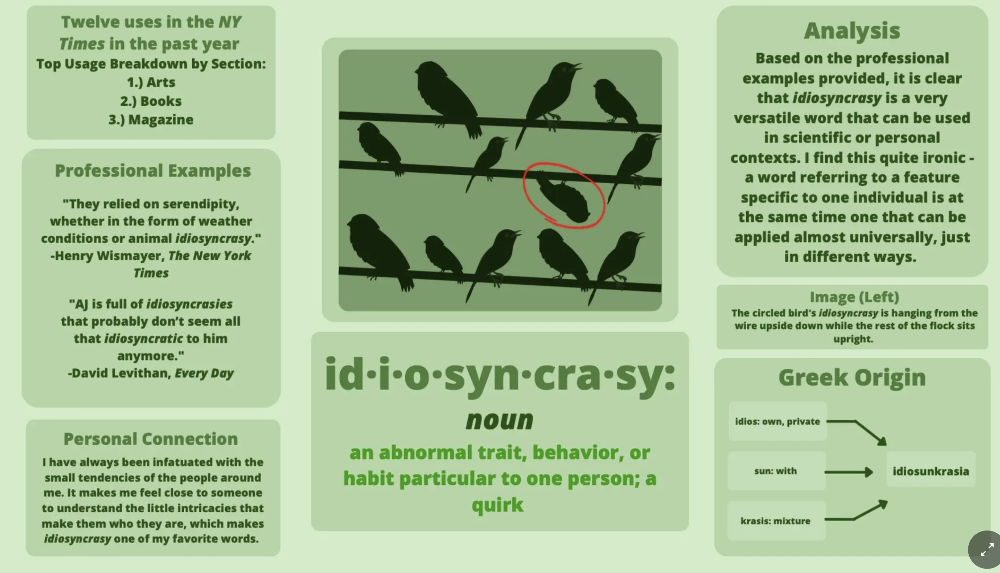 Twelve uses in the NY
Times in the past year
Top Usage Breakdown by Section:
1.) Arts
2.) Books
3.) Magazine
Professional Examples
"They relied on serendipity,
whether in the form of weather
conditions or animal idiosyncrasy."
-Henry Wismayer, The New York
Times
"AJ is full of idiosyncrasies
that probably don’t seem all
that idiosyncratic to him
anymore."
-David Levithan, Every Day
Personal Connection
I have always been infatuated with the
small tendencies of the people around
me. It makes me feel close to someone
to understand the little intricacies that
make them who they are, which makes
idiosyncrasy one of my favorite words.
id·i·o·syn·cra·sy:
noun
an abnormal trait, behavior, or
habit particular to one person; a
quirk
Analysis
Based on the professional
examples provided, it is clear
that idiosyncrasy is a very
versatile word that can be used
in scientific or personal
contexts. I find this quite ironic -
a word referring to a feature
specific to one individual is at
the same time one that can be
applied almost universally, just
in different ways.
Image (Left)
The circled bird's idiosyncrasy is hanging from the
wire upside down while the rest of the flock sits
upright.
Greek Origin
idios: own, private
sun: with
krasis: mixture
idiosunkrasia